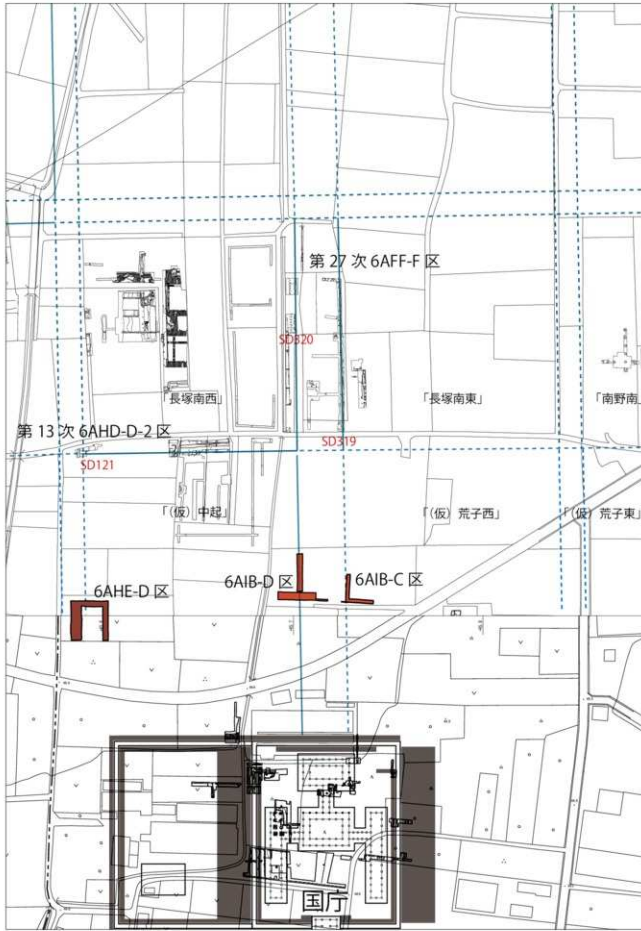 第 27 次 6AFF-F 区
SD320
「長塚南西」
「長塚南東」
「南野南」
第 13 次 6AHD-D-2 区
SD319
SD121
「(仮) 中起」
「(仮) 荒子西」
「(仮) 荒子東」
6AHE-D 区
6AIB-D 区
6AIB-C 区
国庁